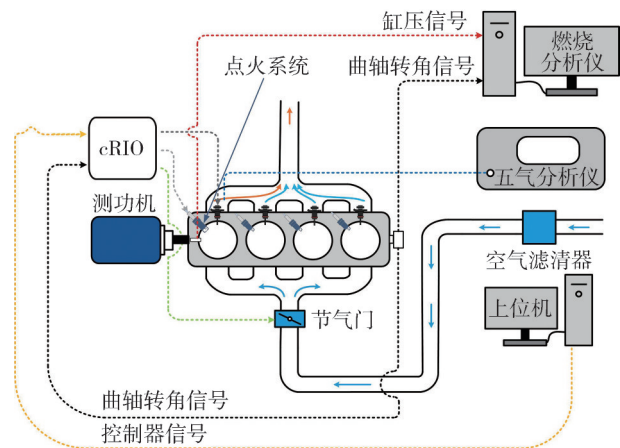 缸压信号
点火系统
曲轴转角信号
燃烧
分析仪
cRIO
五气分析仪
测功机
空气滤清器
上位机
节气门
曲轴转角信号
控制器信号